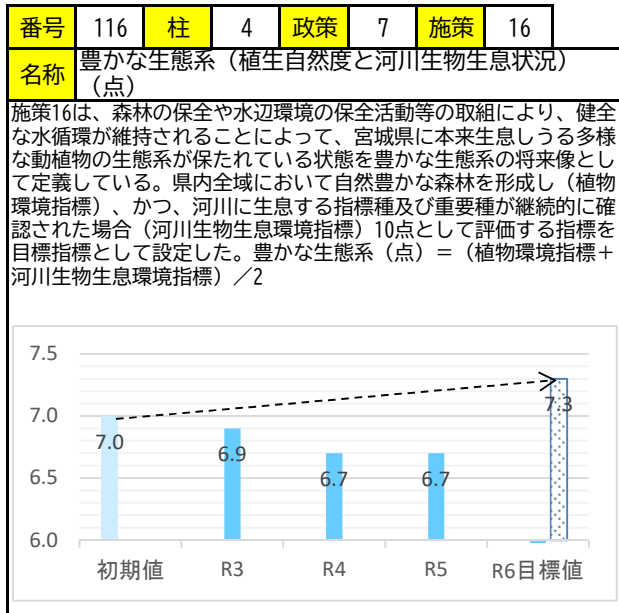 番号 116 柱 4 政策 7 施策 16
名称 豊かな生態系（植生自然度と河川生物生息状況）
（点）
施策16は、森林の保全や水辺環境の保全活動等の取組により、健全
な水循環が維持されることによって、宮城県に本来生息しうる多様
な動植物の生態系が保たれている状態を豊かな生態系の将来像とし
て定義している。県内全域において自然豊かな森林を形成し（植物
環境指標）、かつ、河川に生息する指標種及び重要種が継続的に確
認された場合（河川生物生息環境指標）10点として評価する指標を
目標指標として設定した。豊かな生態系（点）＝（植物環境指標＋
河川生物生息環境指標）／2
7.5
7.0
6.5
6.0
7.0
6.9
6.7
6.7
7.3
初期値 R3 R4 R5 R6目標値